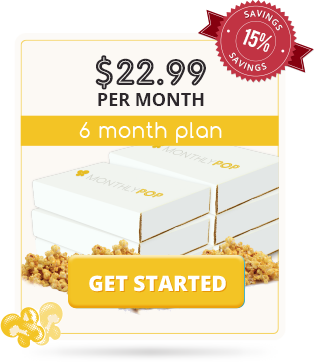 SAVINGS
15%
SAVINGS
$22.99
PER MONTH
6 month plan
MONTHLYPOP
GET STARTED